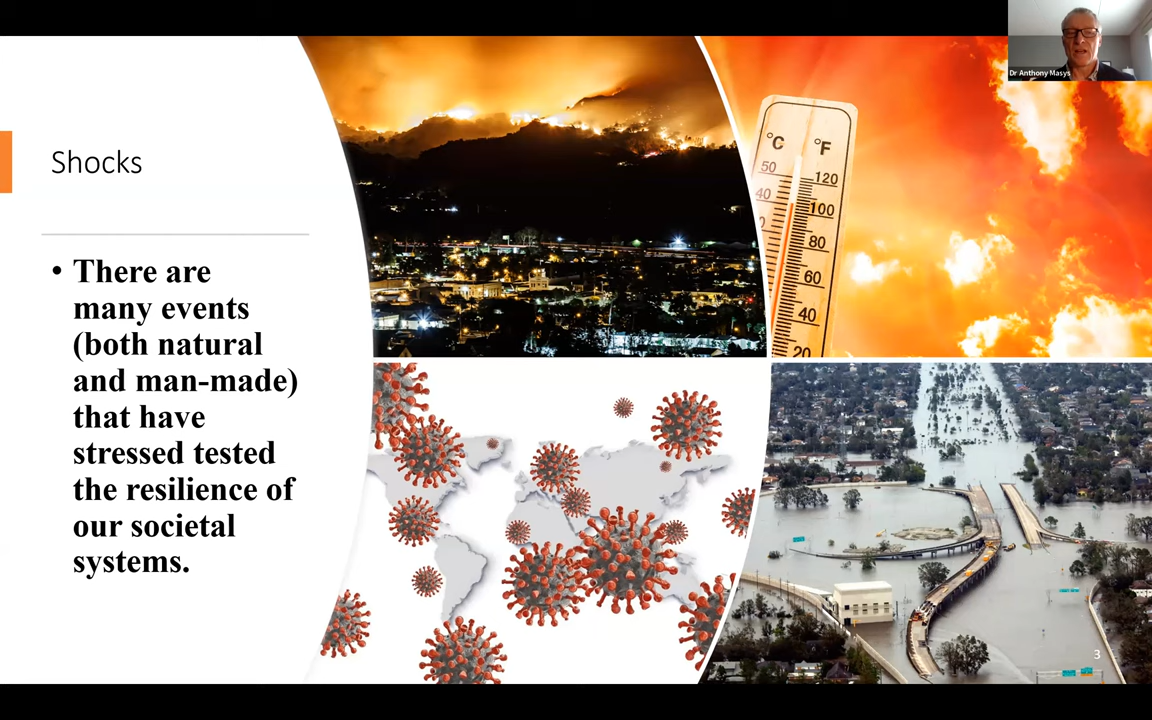 Dr Anthony Masys
Shocks
• There are
many events
(both natural
and man-made)
that have
stressed tested
the resilience of
our societal
systems.
°C °F
50 120
40 100
80
60
40
20
3